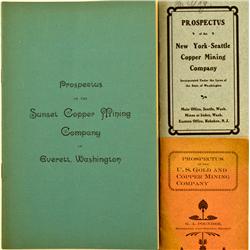 Prospectus
OF THE
Sunset Copper Mining
Company
OF
Everett, Washington
PROSPECTUS
of the
New York-Seattle
Copper Mining
Company
Incorporated Under the Laws of
the State of Washington
Main Office, Seattle, Wash.
Mines at Index, Wash.
Eastern Office, Hoboken, N. J.
PROSPECTUS
OF THE
U. S. GOLD AND
COPPER MINING
COMPANY